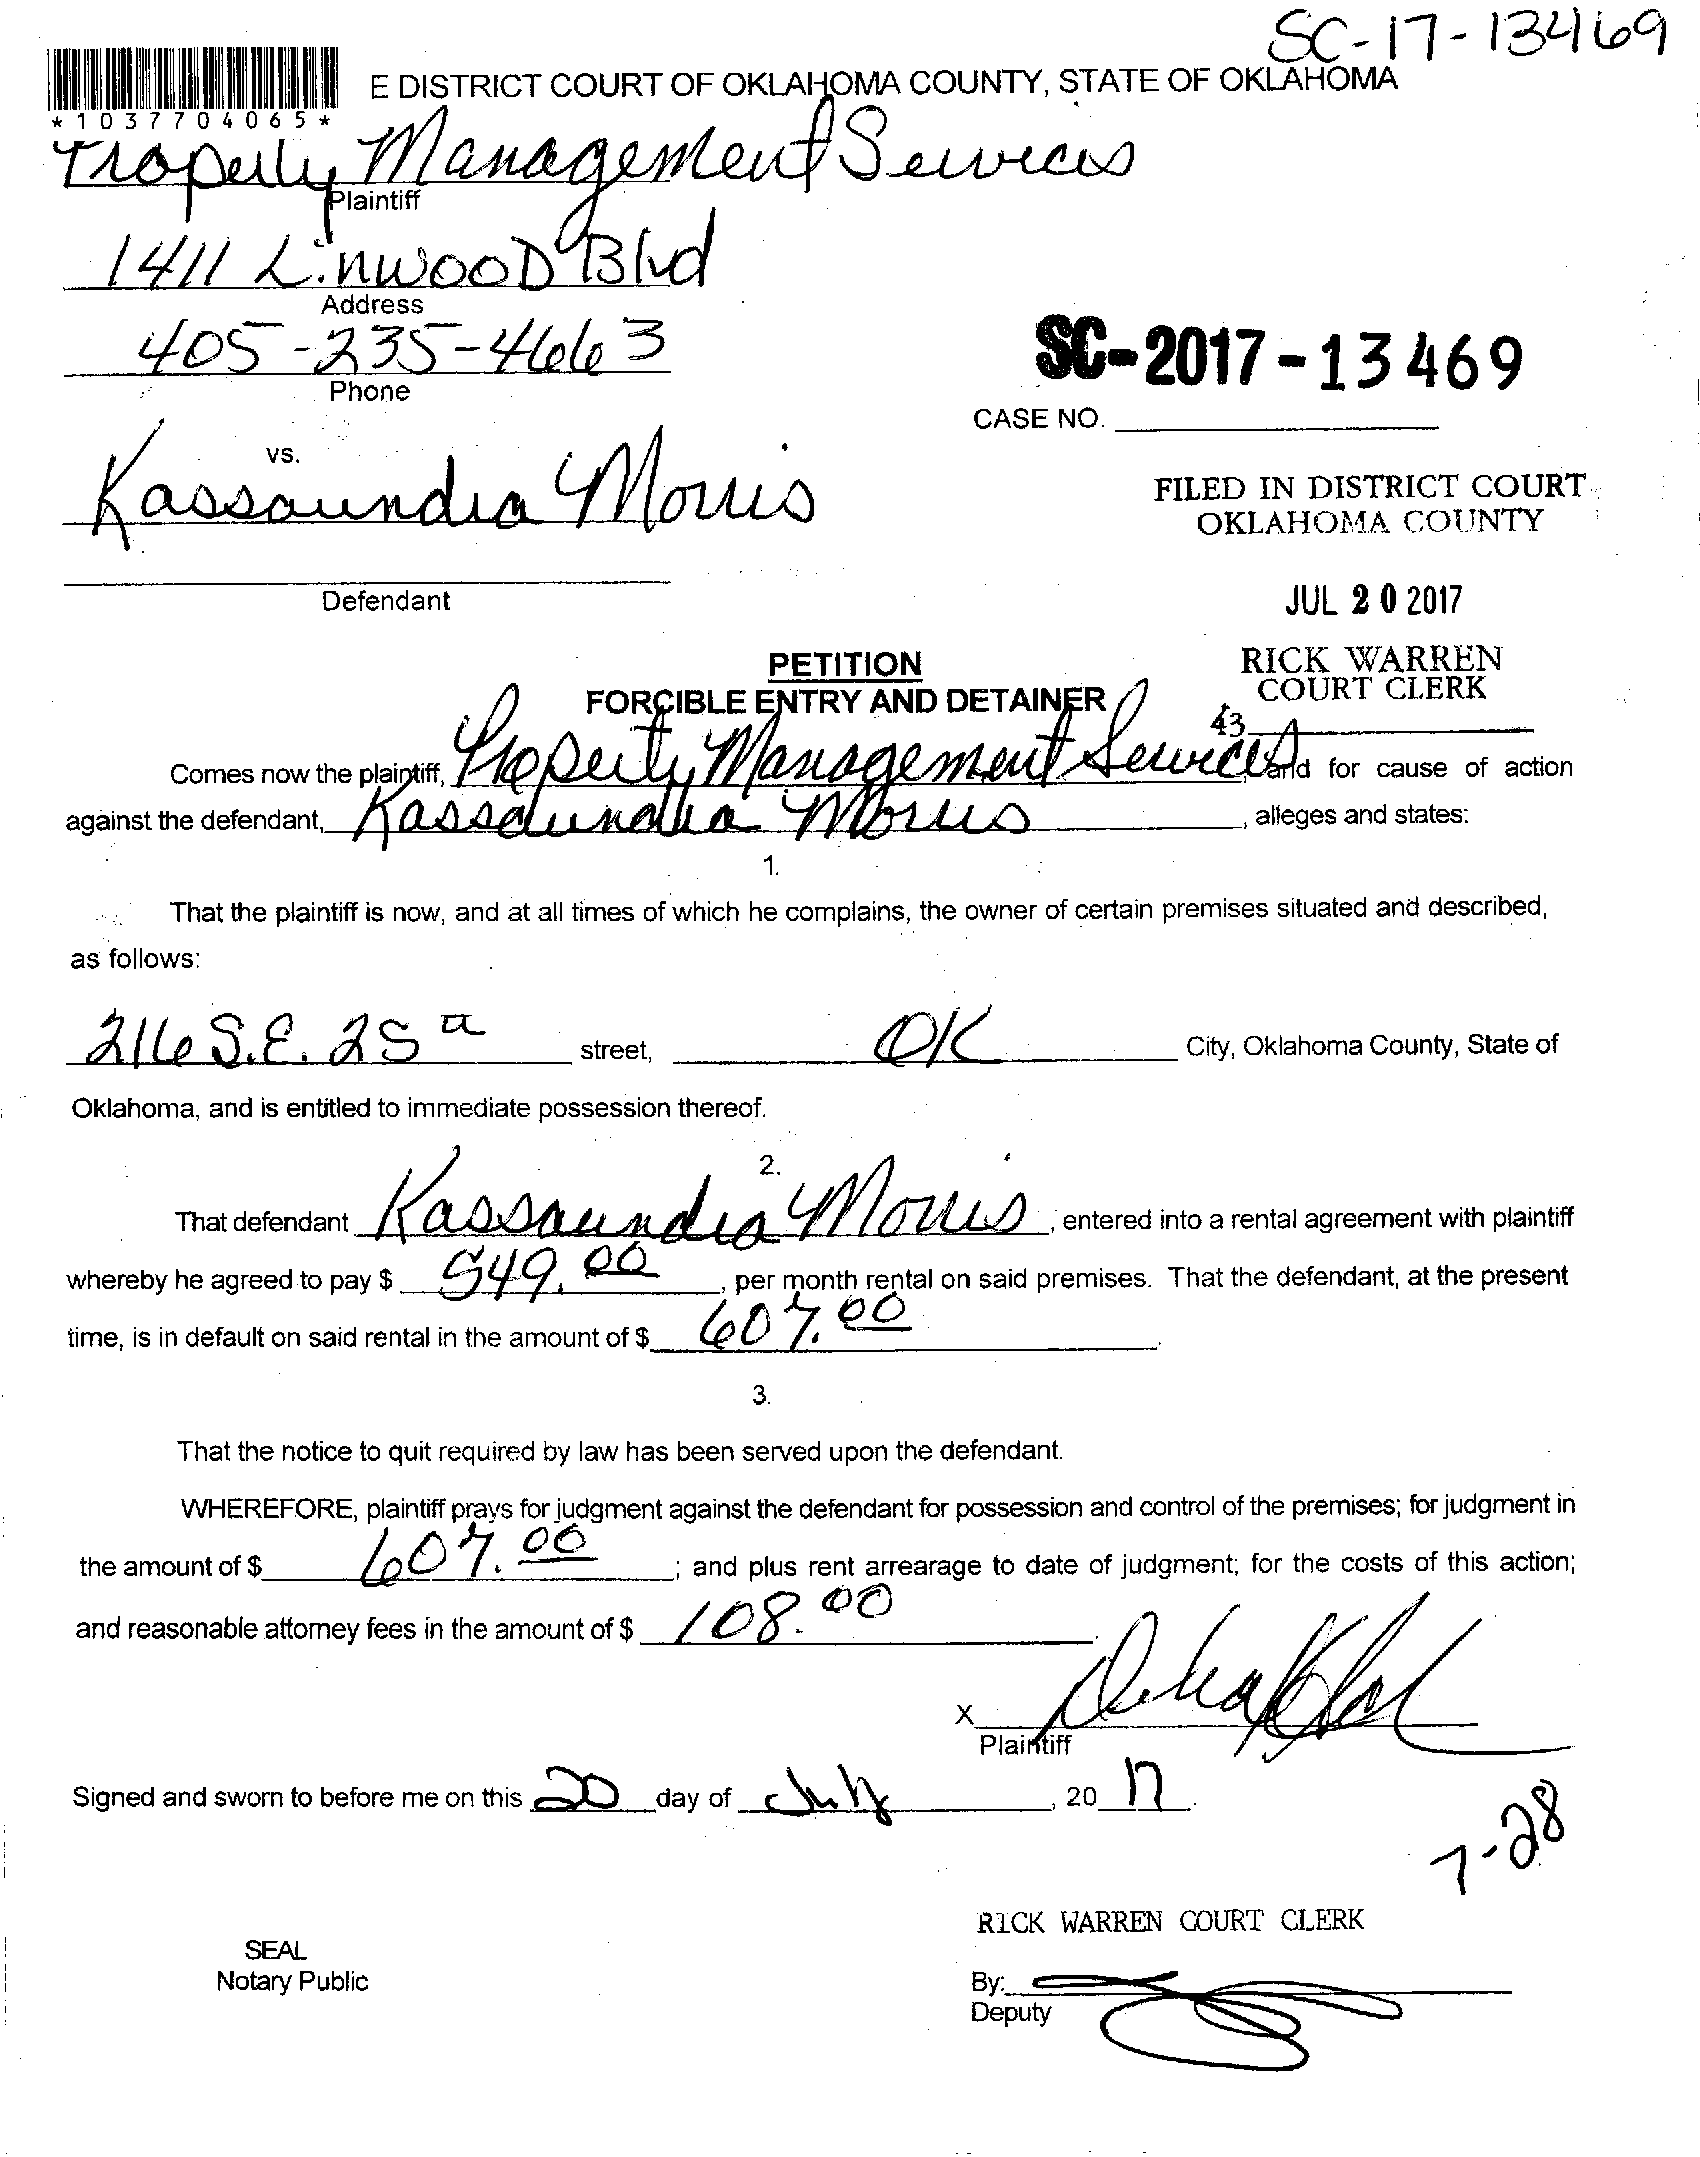 SC-17-13469
E DISTRICT COURT OF OKLAHOMA COUNTY, STATE OF OKLAHOMA
*1037704065*
Property Management Services
Plaintiff
1411 Linwood Blvd
Address
405-235-4663
Phone
SC-2017-13469
CASE NO.
vs.
Kassaundra Morris
FILED IN DISTRICT COURT
OKLAHOMA COUNTY
Defendant
JUL 20 2017
PETITION
FORCIBLE ENTRY AND DETAINER
RICK WARREN
COURT CLERK
43
Comes now the plaintiff, Property Management Services and for cause of action
against the defendant, Kassaundra Morris, alleges and states:
1.
That the plaintiff is now, and at all times of which he complains, the owner of certain premises situated and described,
as follows:
216 S.E. 25 street, OK City, Oklahoma County, State of
Oklahoma, and is entitled to immediate possession thereof.
2.
That defendant Kassaundra Morris, entered into a rental agreement with plaintiff
whereby he agreed to pay $ 549.00, per month rental on said premises. That the defendant, at the present
time, is in default on said rental in the amount of $ 607.00.
3.
That the notice to quit required by law has been served upon the defendant.
WHEREFORE, plaintiff prays for judgment against the defendant for possession and control of the premises; for judgment in
the amount of $ 607.00; and plus rent arrearage to date of judgment; for the costs of this action;
and reasonable attorney fees in the amount of $ 108.00.
X
Plaintiff
Signed and sworn to before me on this 20 day of July, 20 17.
7-28
RICK WARREN COURT CLERK
SEAL
Notary Public
By:
Deputy